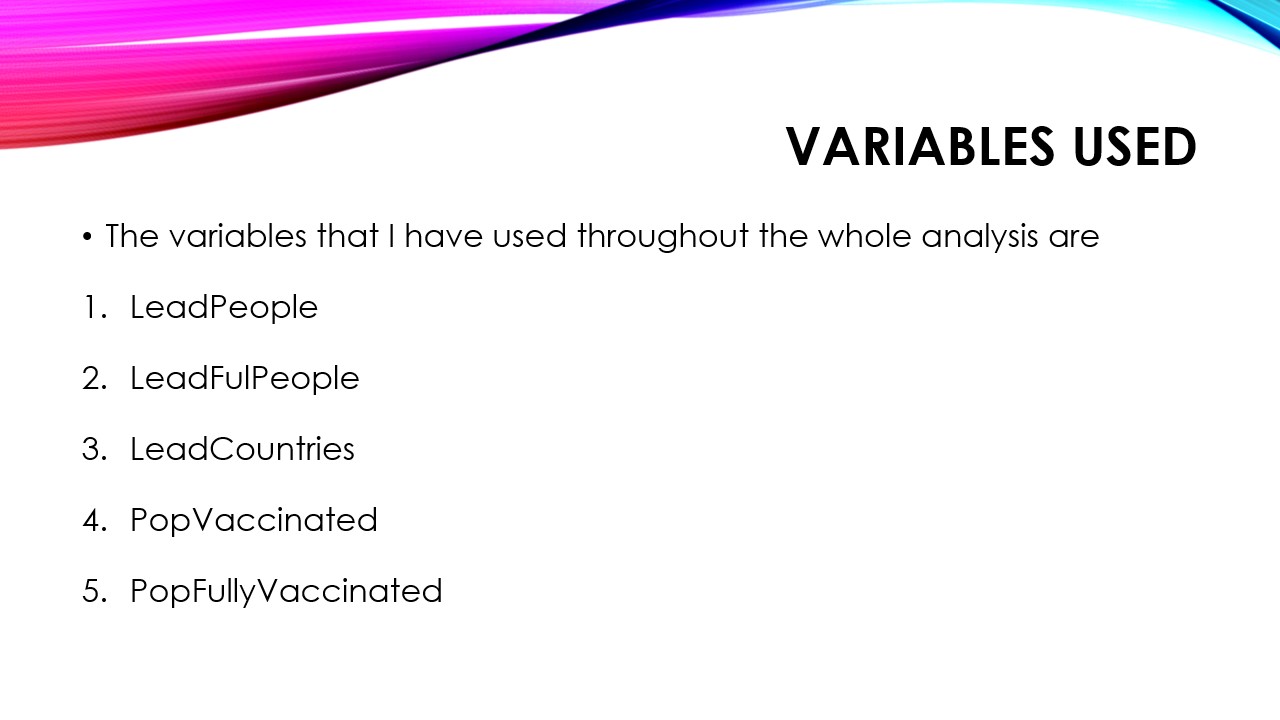 VARIABLES USED
• The variables that I have used throughout the whole analysis are
1. LeadPeople
2. LeadFulPeople
3. LeadCountries
4. PopVaccinated
5. PopFullyVaccinated